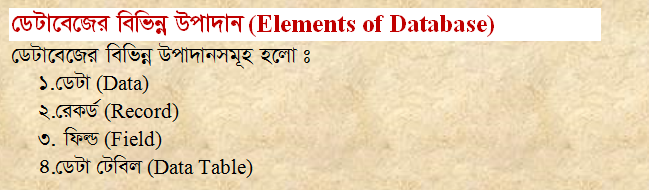 ডেটাবেজের বিভিন্ন উপাদান (Elements of Database)
ডেটাবেজের বিভিন্ন উপাদানসমূহ হলো ঃ
১.ডেটা (Data)
২.রেকর্ড (Record)
৩. ফিল্ড (Field)
৪.ডেটা টেবিল (Data Table)